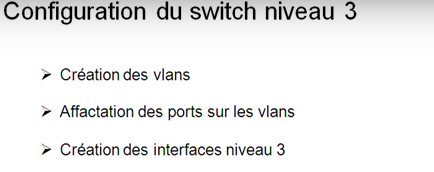 Configuration du switch niveau 3
➤ Création des vlans
➤ Affactation des ports sur les vlans
➤ Création des interfaces niveau 3